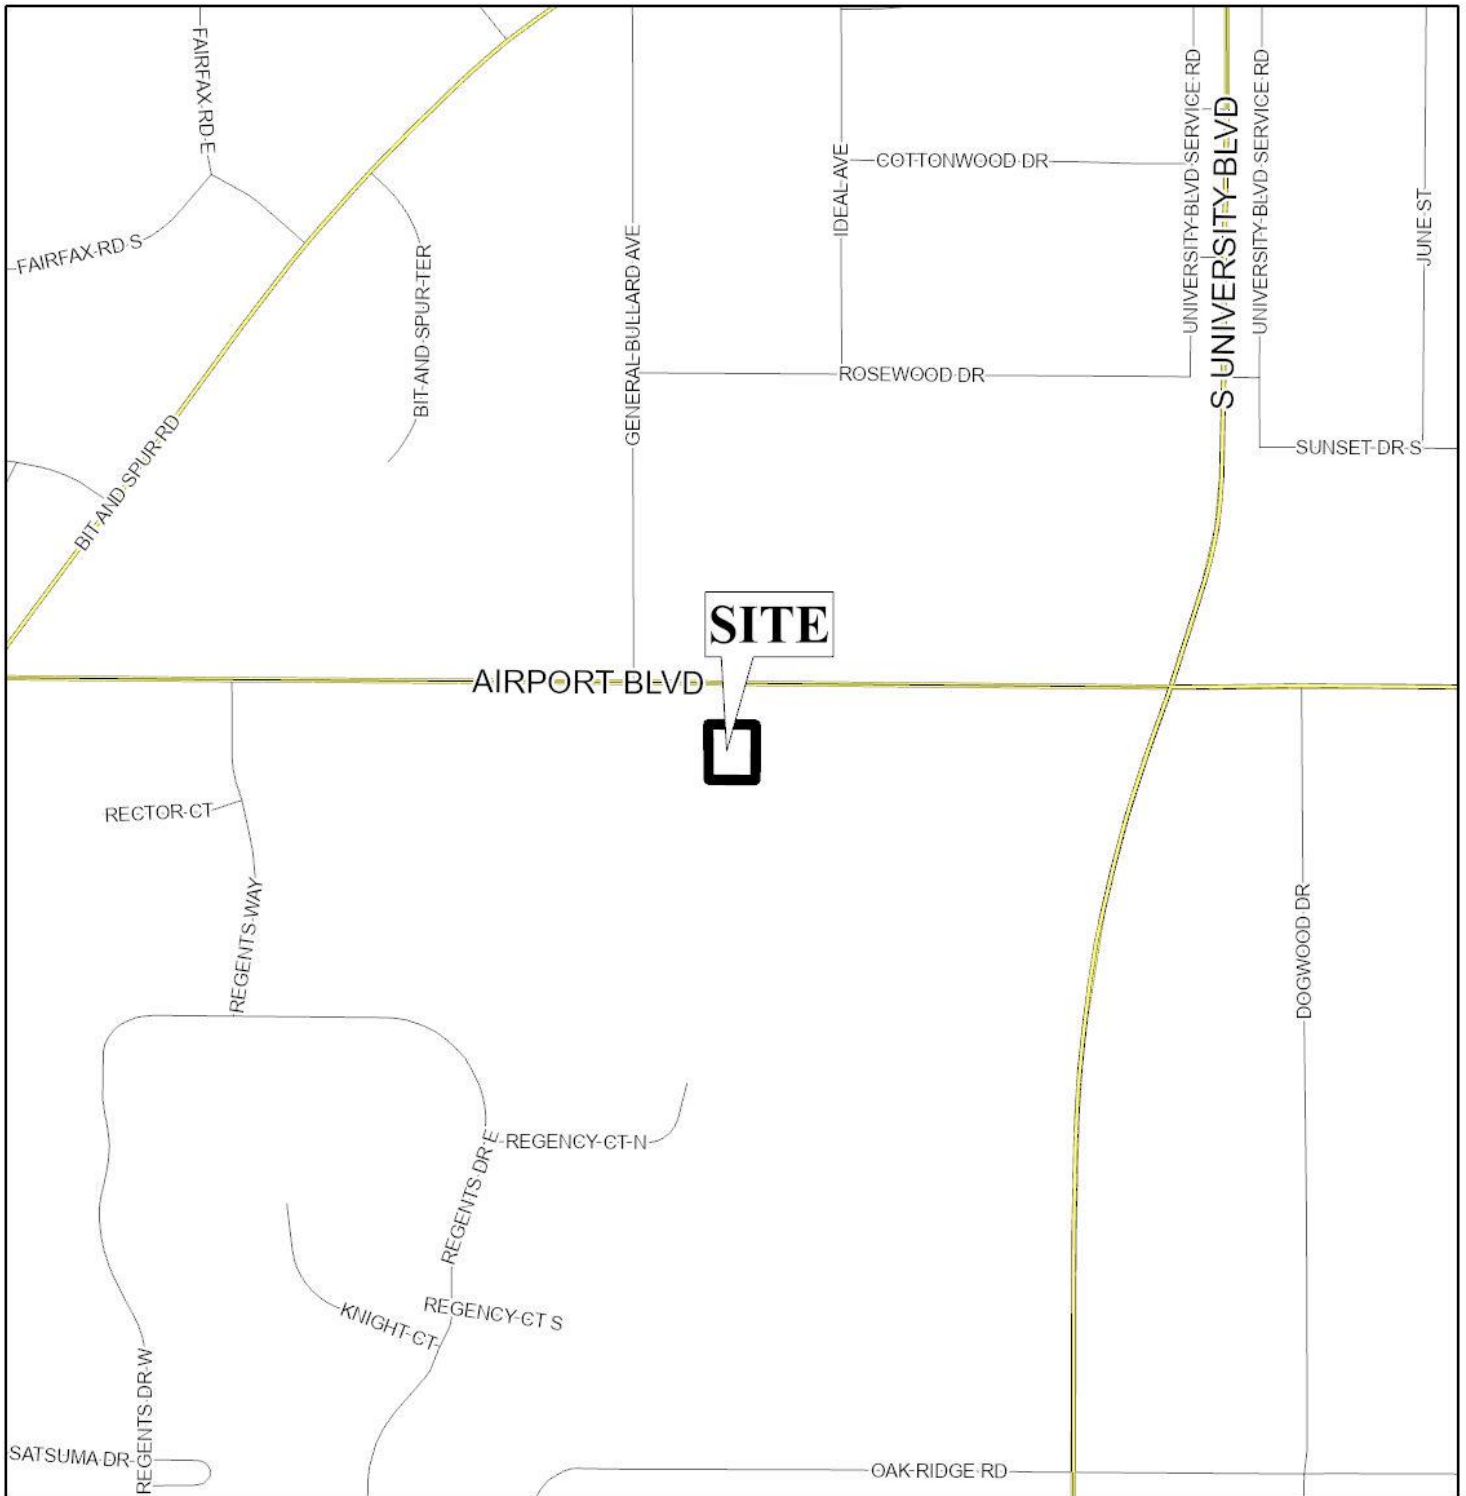 FAIRFAX RD E
UNIVERSITY BLVD SERVICE RD
S UNIVERSITY BLVD
UNIVERSITY BLVD SERVICE RD
COTTONWOOD DR
IDEAL AVE
JUNE ST
FAIRFAX RD S
BIT AND SPUR TER
GENERAL BULLARD AVE
ROSEWOOD DR
SUNSET DR S
BIT AND SPUR RD
SITE
AIRPORT BLVD
RECTOR CT
REGENTS WAY
DOGWOOD DR
REGENCY CT N
REGENTS DR E
REGENCY CT S
KNIGHT CT
REGENTS DR W
SATSUMA DR
OAK RIDGE RD